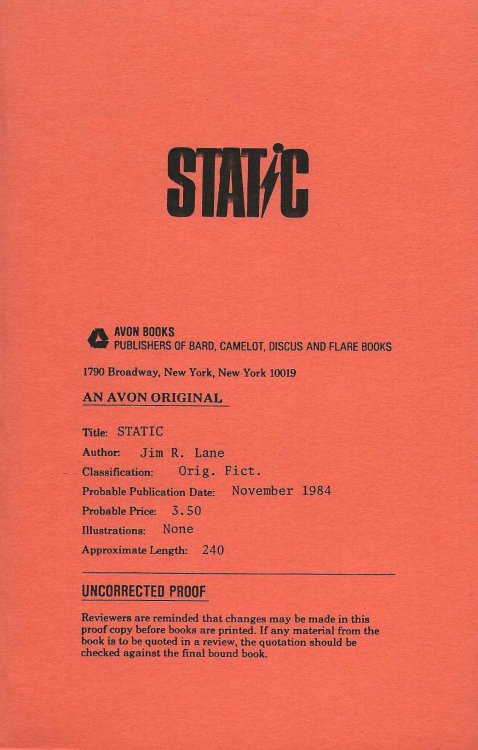 STATIC
AVON BOOKS
PUBLISHERS OF BARD, CAMELOT, DISCUS AND FLARE BOOKS
1790 Broadway, New York, New York 10019
AN AVON ORIGINAL
Title: STATIC
Author: Jim R. Lane
Classification: Orig. Fict.
Probable Publication Date: November 1984
Probable Price: 3.50
Illustrations: None
Approximate Length: 240
UNCORRECTED PROOF
Reviewers are reminded that changes may be made in this
proof copy before books are printed. If any material from the
book is to be quoted in a review, the quotation should be
checked against the final bound book.